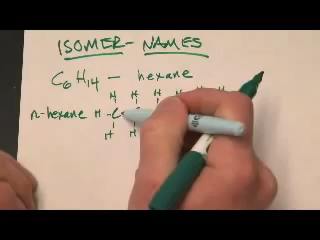 ISOMER - NAMES
C6H14 — hexane
H H H H H H
n-hexane H-C-
H H